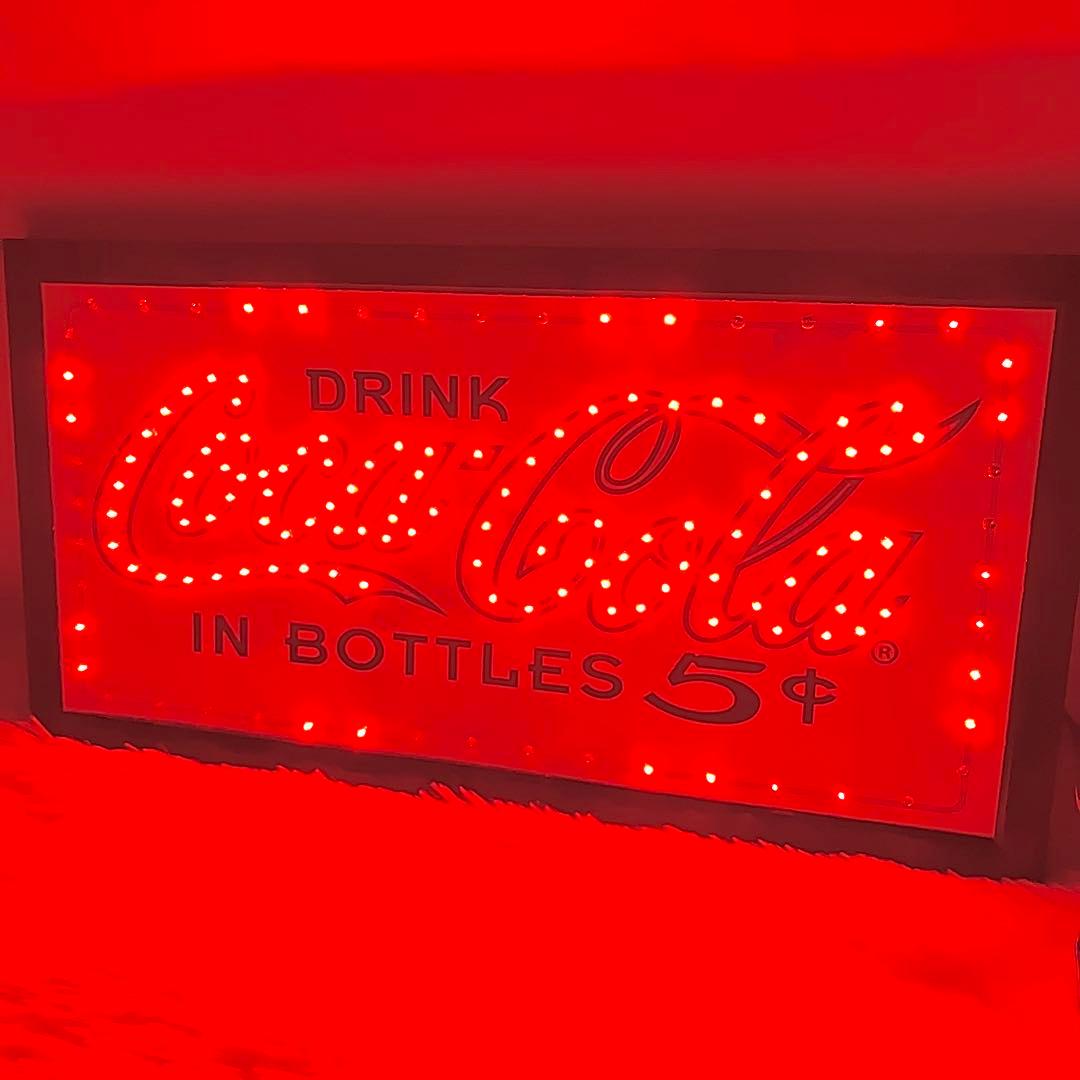 DRINK
Coca-Cola ®
IN BOTTLES 5¢